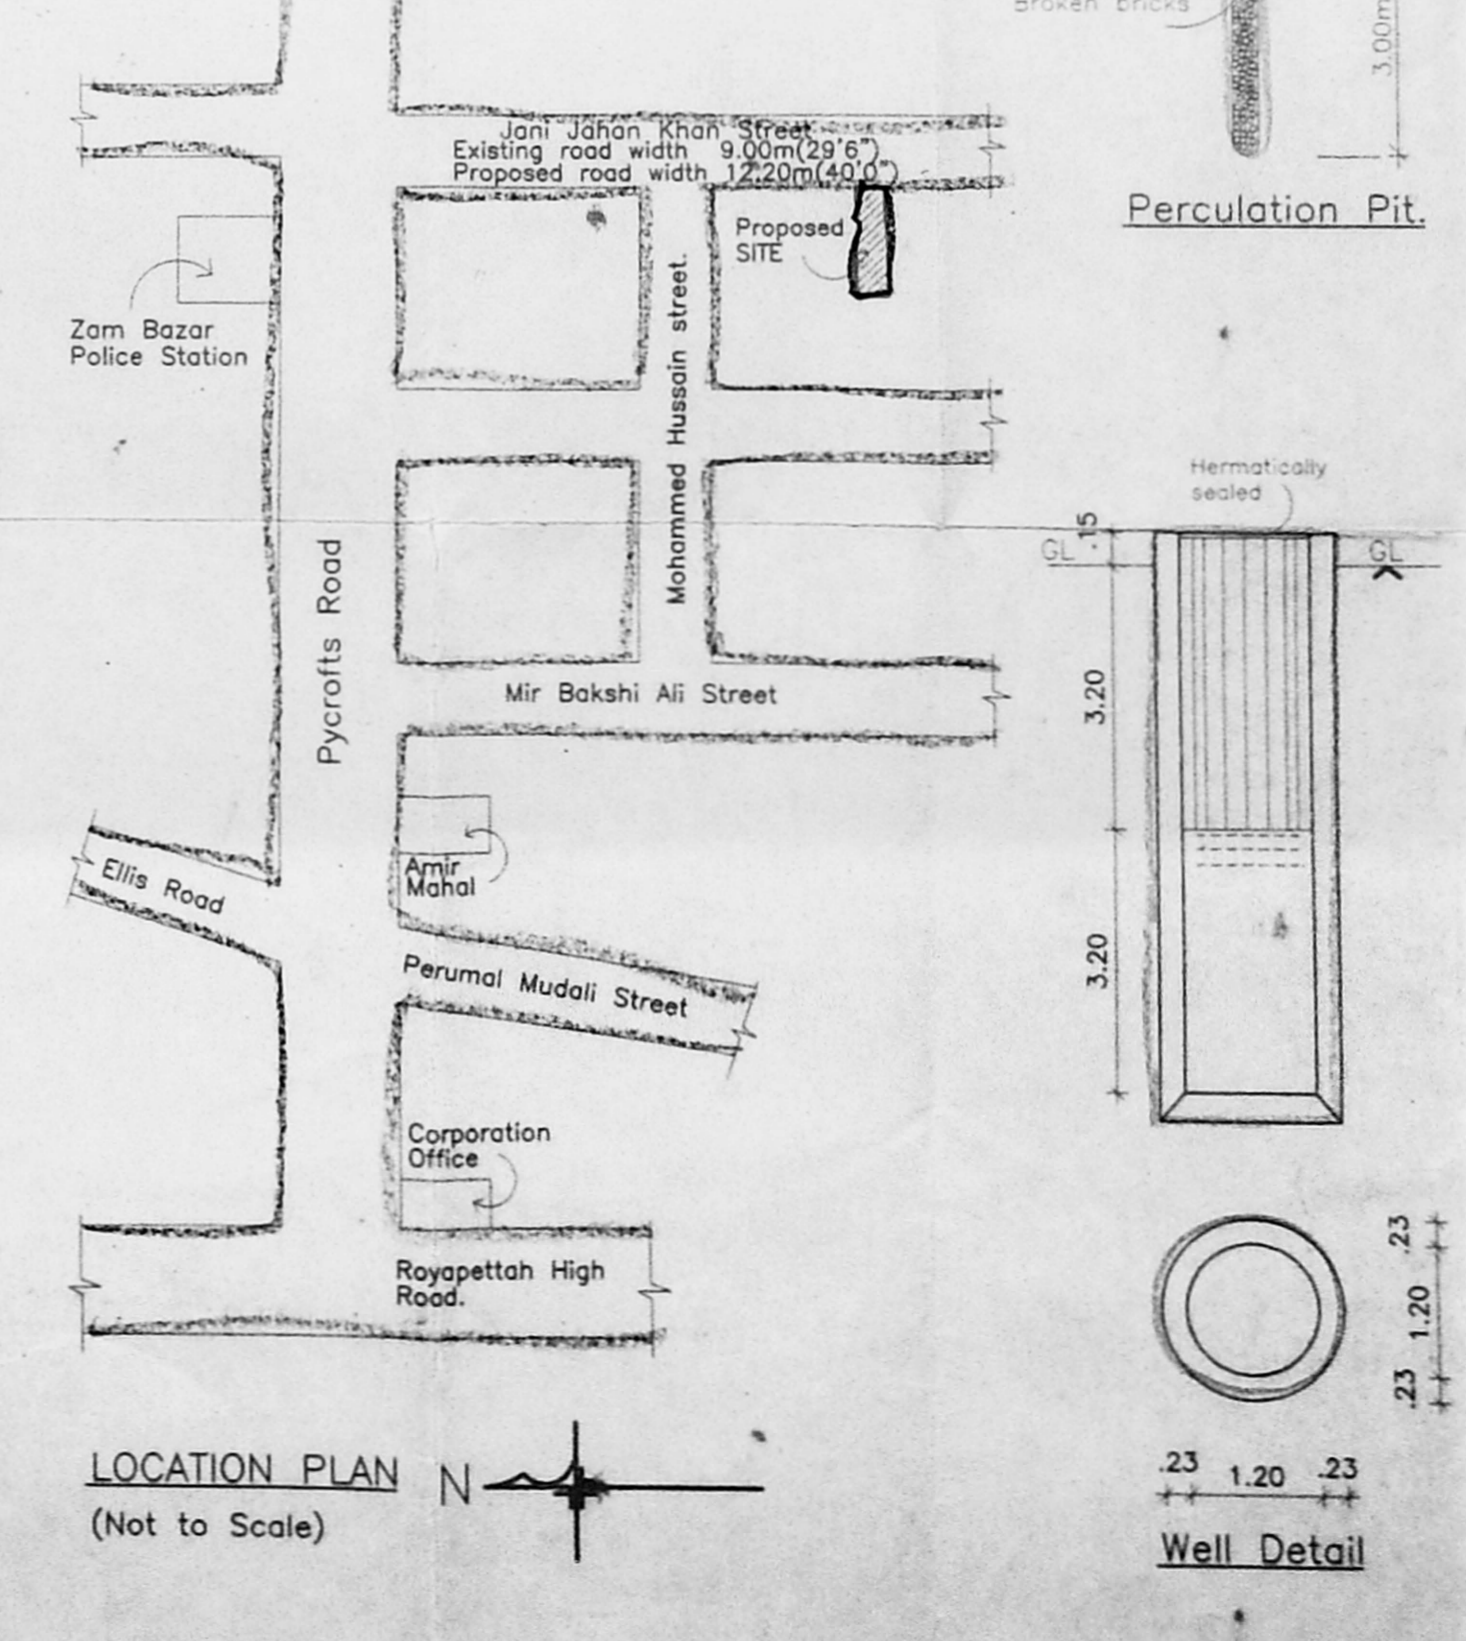 Broken bricks
3.00m
Jani Jahan Khan Street
Existing road width 9.00m(29'6")
Proposed road width 12.20m(40'0")
Perculation Pit.
Proposed
SITE
Zam Bazar
Police Station
Mohammed Hussain street.
Hermatically
sealed
.15
GL
GL
Pycrofts Road
Mir Bakshi Ali Street
3.20
Amir
Mahal
Ellis Road
Perumal Mudali Street
3.20
Corporation
Office
Royapettah High
Road.
.23
1.20
.23
LOCATION PLAN
(Not to Scale)
N
.23 1.20 .23
Well Detail